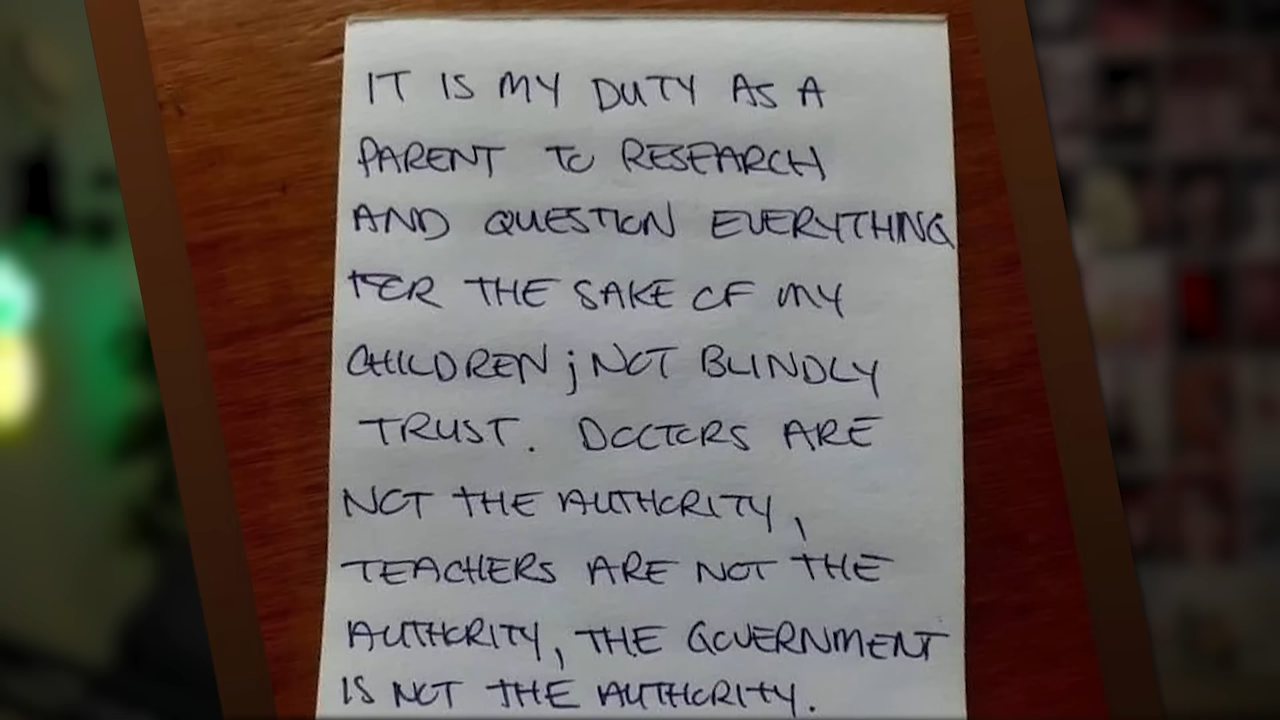 IT IS MY DUTY AS A
PARENT TO RESEARCH
AND QUESTION EVERYTHING
FOR THE SAKE OF MY
CHILDREN; NOT BLINDLY
TRUST. DOCTORS ARE
NOT THE AUTHORITY,
TEACHERS ARE NOT THE
AUTHORITY, THE GOVERNMENT
IS NOT THE AUTHORITY.